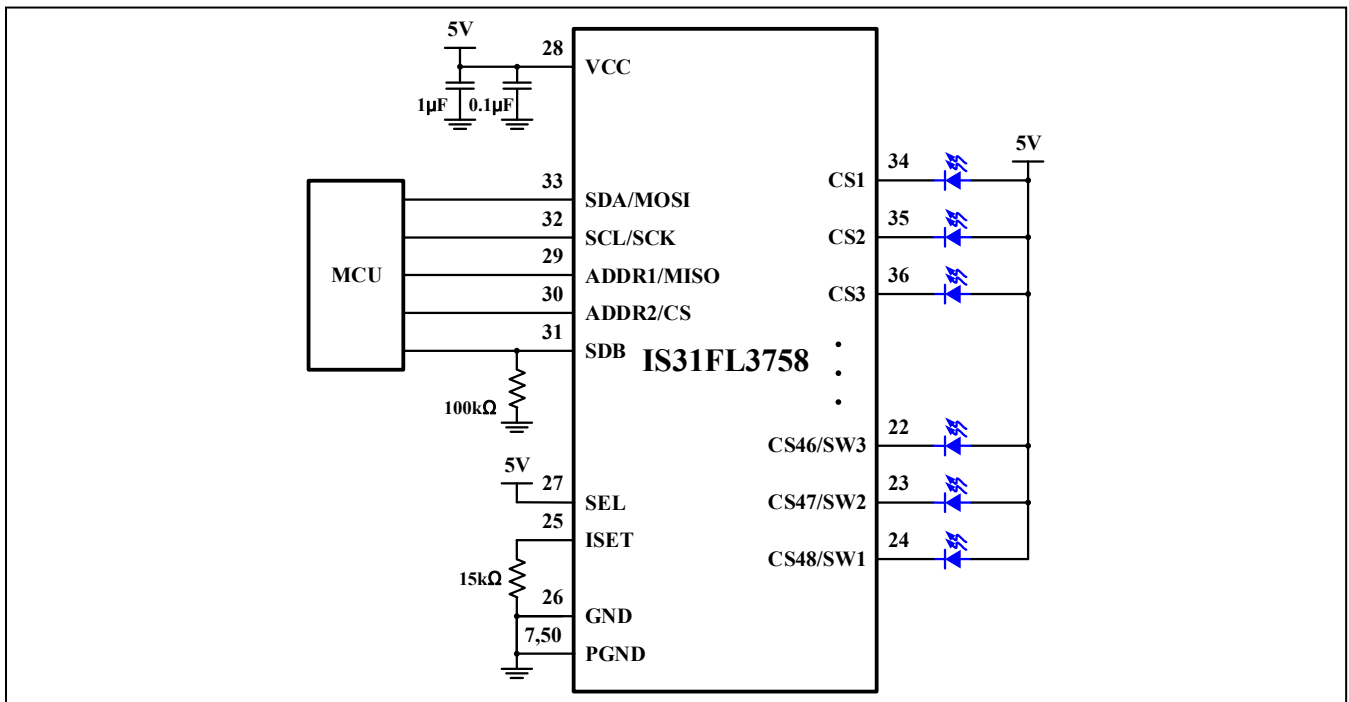 5V
28
VCC
1µF 0.1µF
33
SDA/MOSI
32
SCL/SCK
29
MCU
ADDR1/MISO
30
ADDR2/CS
31
SDB
100kΩ
5V
27
SEL
25
ISET
15kΩ
26
GND
7,50
PGND
IS31FL3758
5V
34
CS1
35
CS2
36
CS3
22
CS46/SW3
23
CS47/SW2
24
CS48/SW1